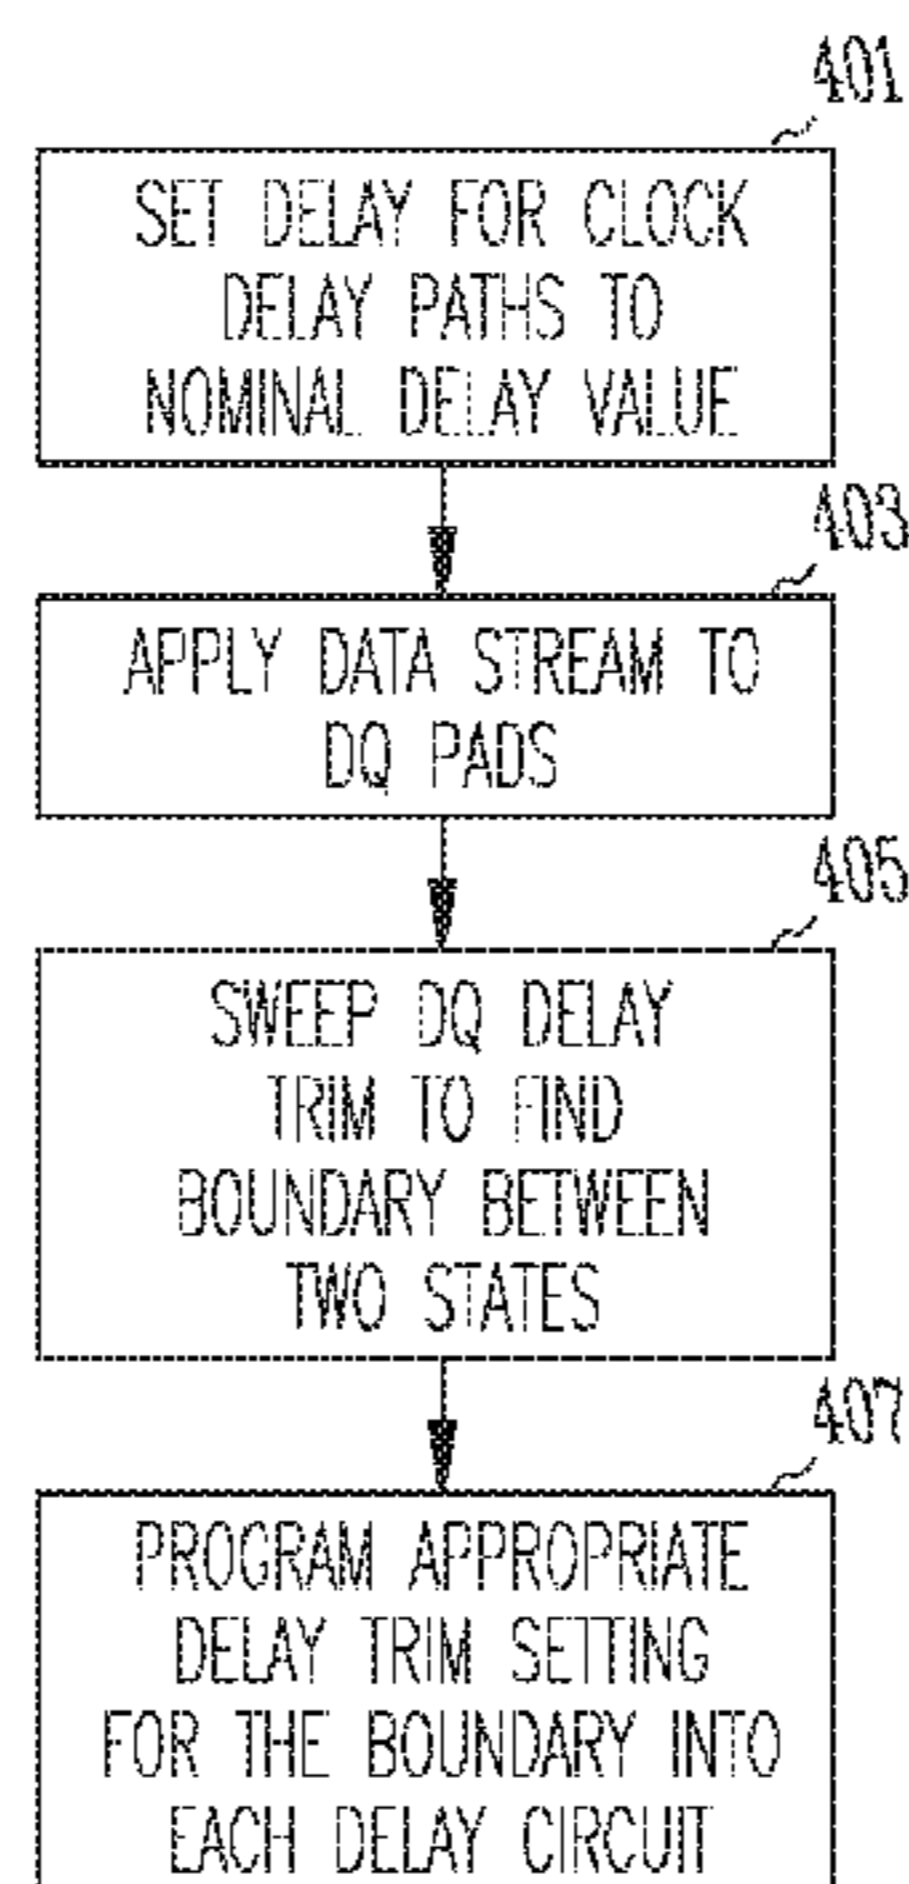 401
SET DELAY FOR CLOCK
DELAY PATHS TO
NOMINAL DELAY VALUE
403
APPLY DATA STREAM TO
DQ PADS
405
SWEEP DQ DELAY
TRIM TO FIND
BOUNDARY BETWEEN
TWO STATES
407
PROGRAM APPROPRIATE
DELAY TRIM SETTING
FOR THE BOUNDARY INTO
EACH DELAY CIRCUIT